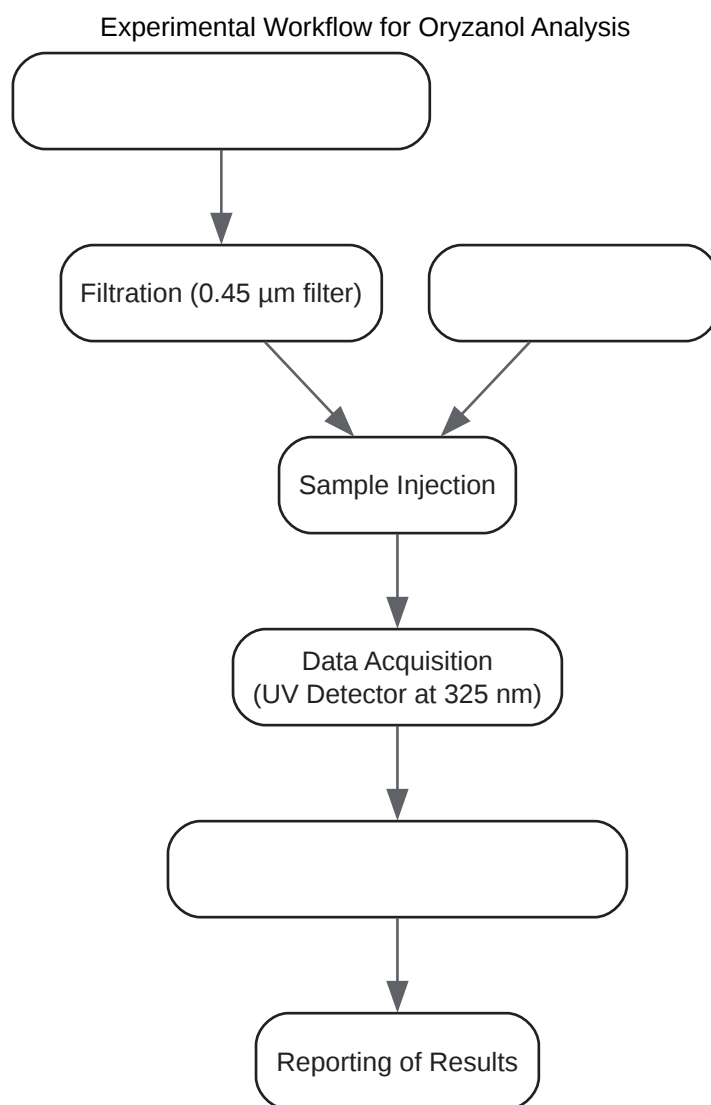 Experimental Workflow for Oryzanol Analysis
Filtration (0.45 µm filter)
Sample Injection
Data Acquisition
(UV Detector at 325 nm)
Reporting of Results